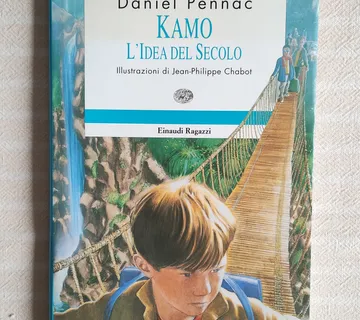 Daniel Pennac
KAMO
L'IDEA DEL SECOLO
Illustrazioni di Jean-Philippe Chabot
Einaudi Ragazzi